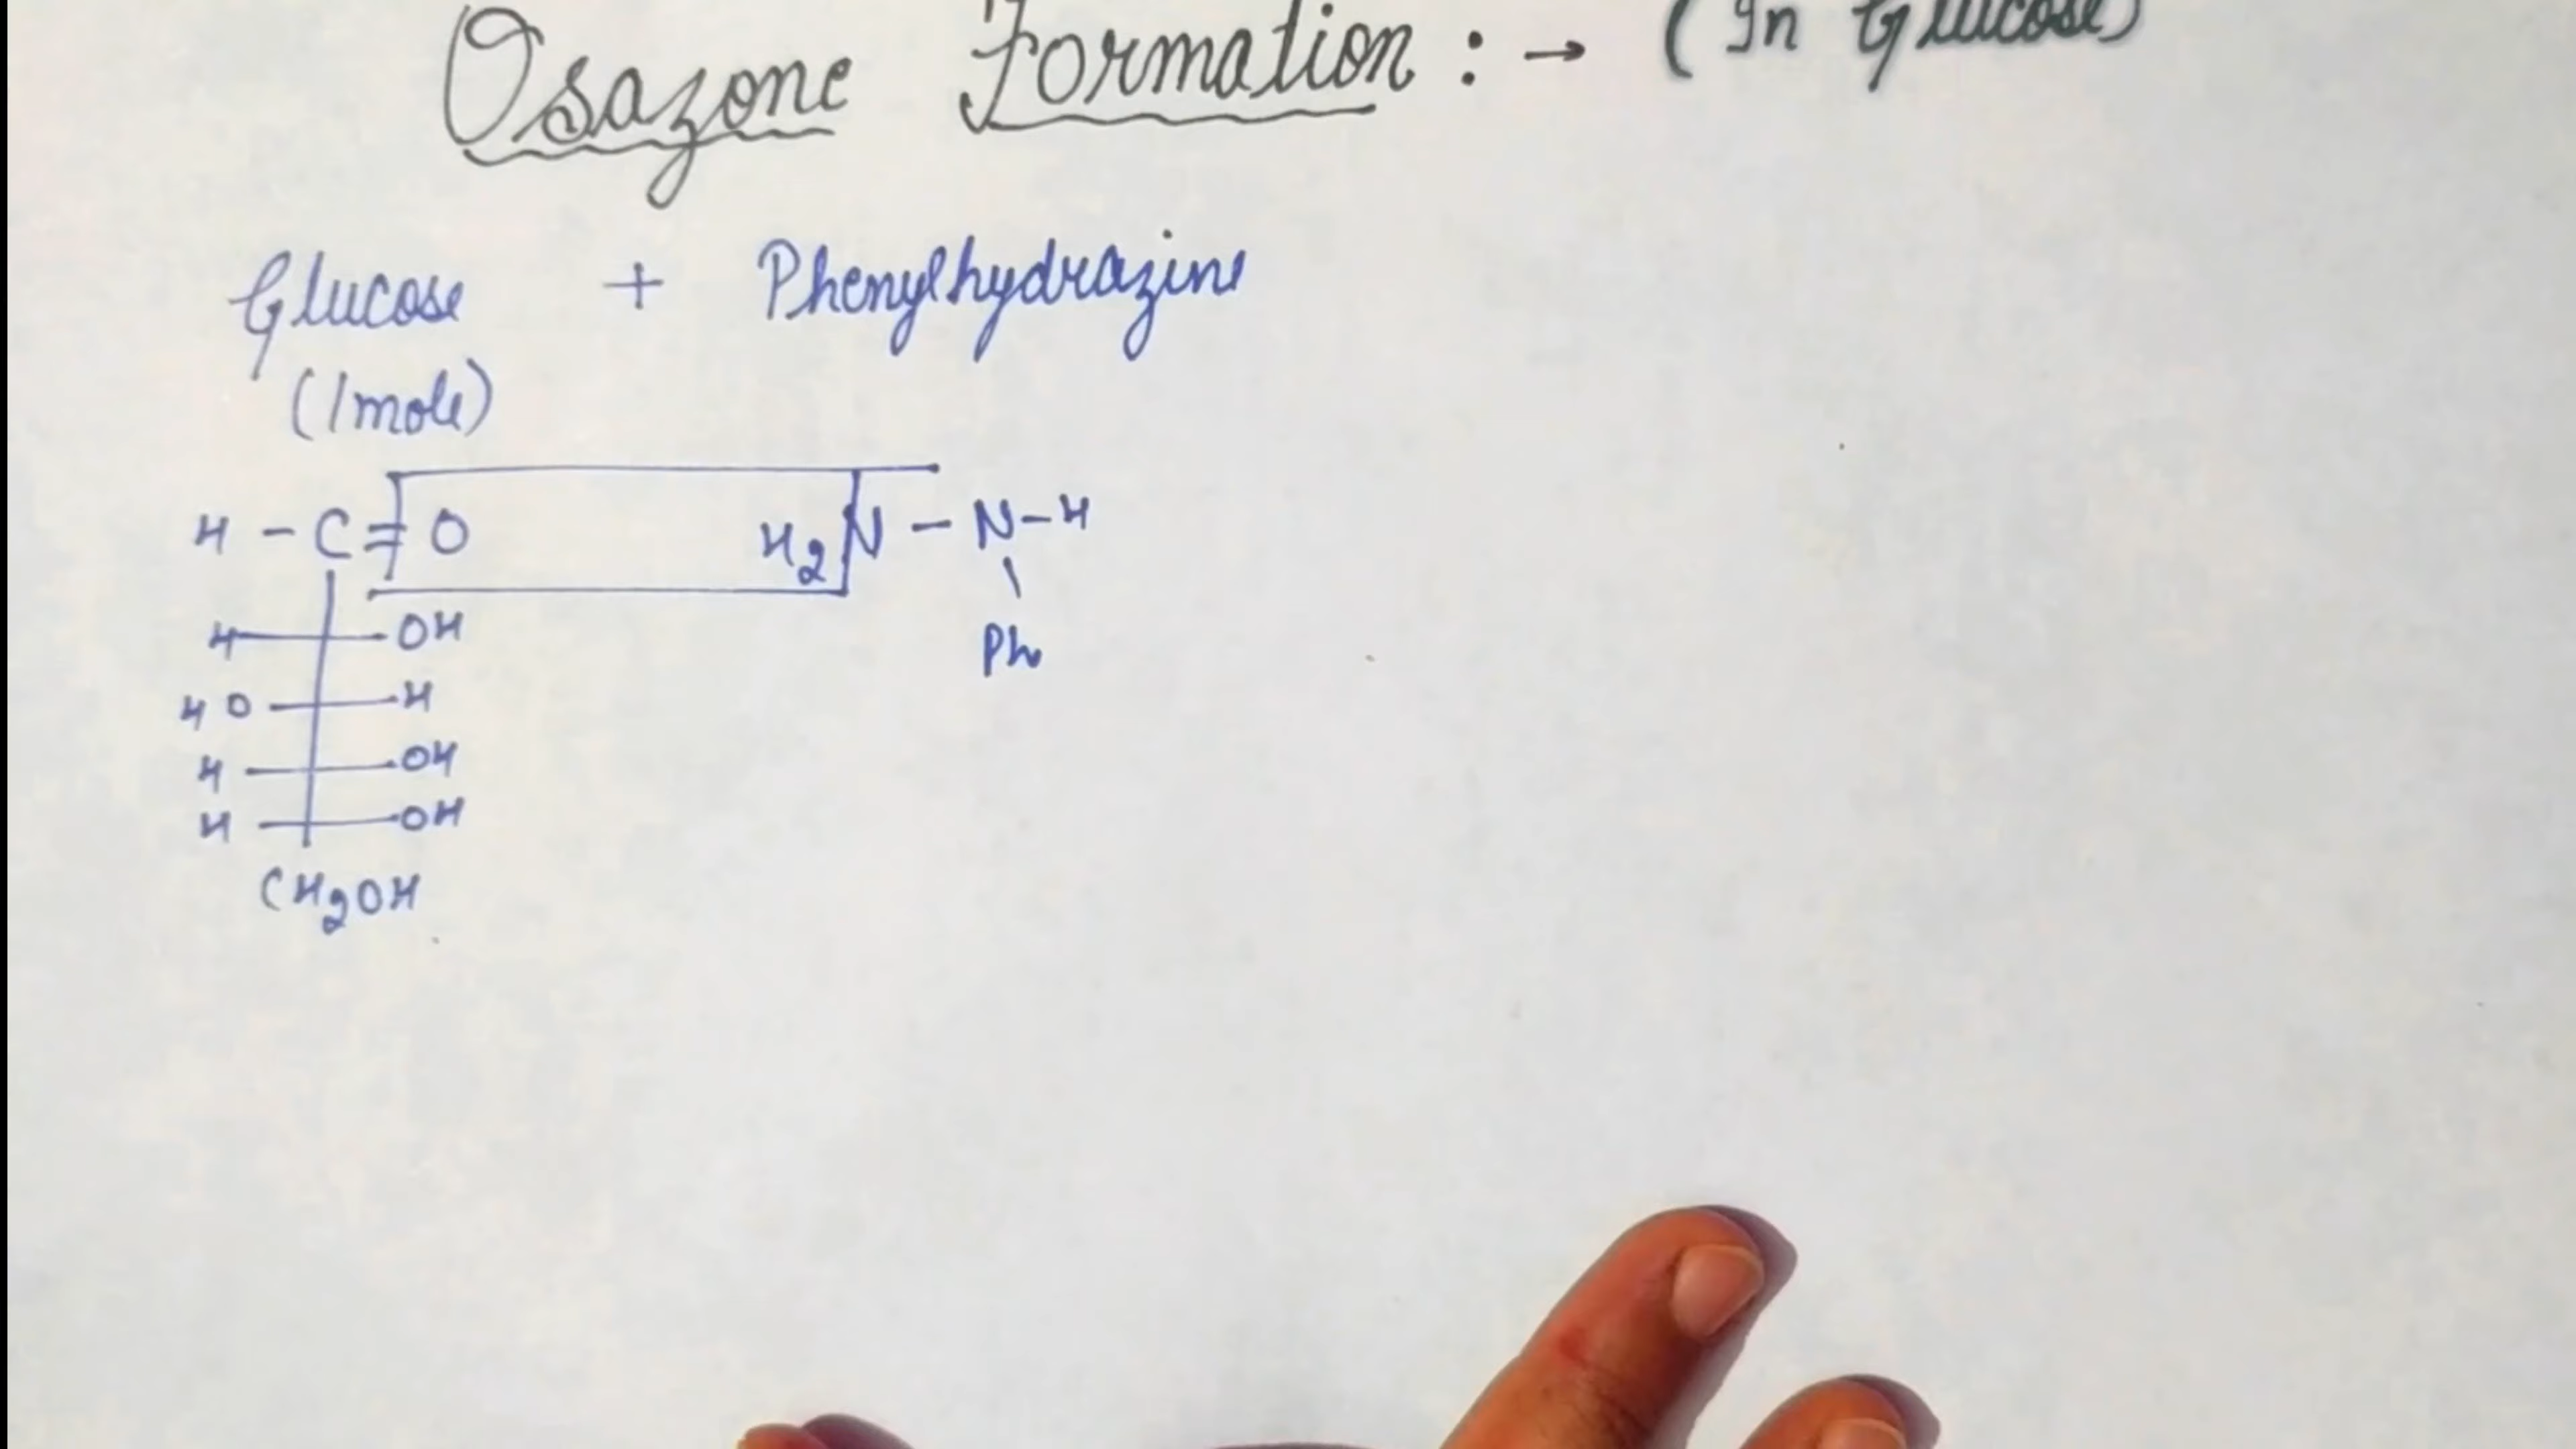 Osazone Formation : → (In Glucose)
Glucose + Phenylhydrazine
(1mole)
H - C = O H2N - N - H
H OH Ph
HO H
H OH
H OH
CH2OH